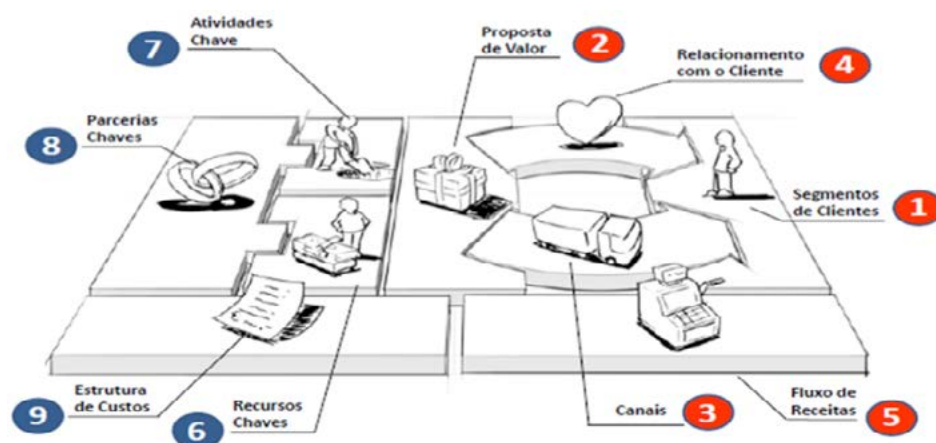 Atividades
Chave
7
Proposta
de Valor
2
Relacionamento
com o Cliente
4
Parcerias
Chaves
8
Segmentos
de Clientes
1
Estrutura
de Custos
9
Recursos
Chaves
6
Canais
3
Fluxo de
Receitas
5